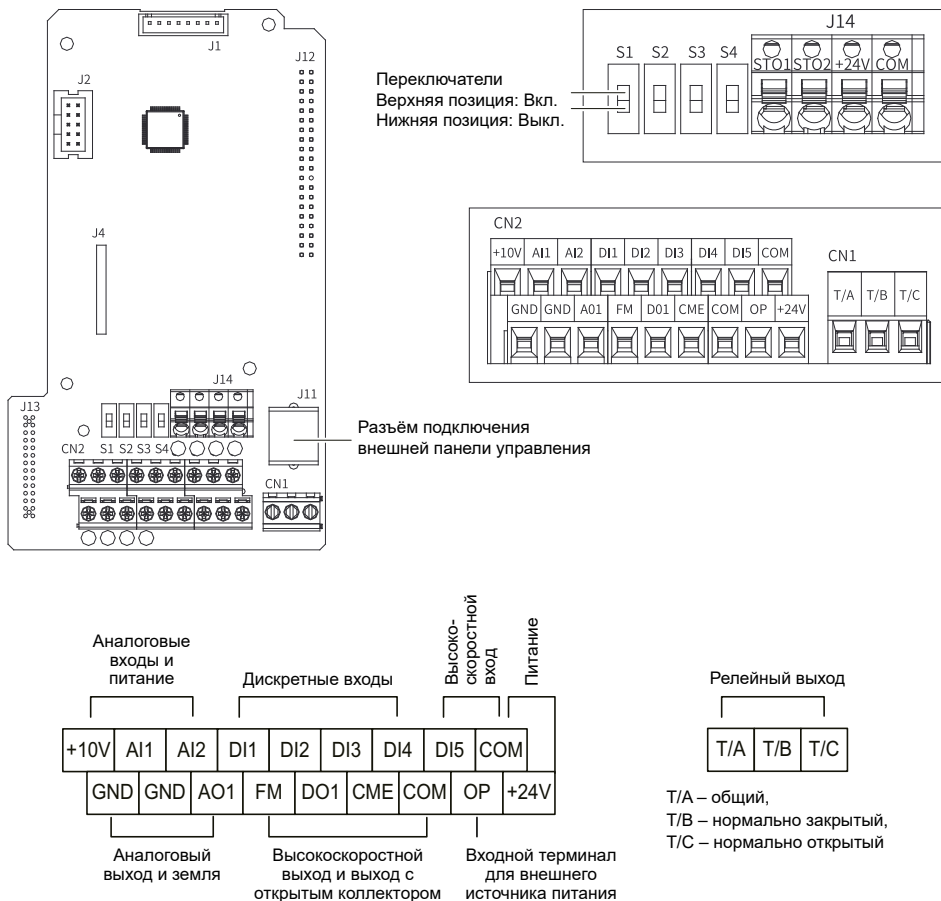 J1
J2
J12
J4
J13
J14
J11
S1 S2 S3 S4
CN2
CN1
Разъём подключения
внешней панели управления
J14
S1 S2 S3 S4
STO1 STO2 +24V COM
Переключатели
Верхняя позиция: Вкл.
Нижняя позиция: Выкл.
CN2
+10V AI1 AI2 DI1 DI2 DI3 DI4 DI5 COM
GND GND A01 FM D01 CME COM OP +24V
CN1
T/A T/B T/C
Аналоговые
входы и
питание
Дискретные входы
Высоко-
скоростной
вход
Питание
+10V AI1 AI2 DI1 DI2 DI3 DI4 DI5 COM
GND GND AO1 FM DO1 CME COM OP +24V
Аналоговый
выход и земля
Высокоскоростной
выход и выход с
открытым коллектором
Входной терминал
для внешнего
источника питания
Релейный выход
T/A T/B T/C
T/A – общий,
T/B – нормально закрытый,
T/C – нормально открытый